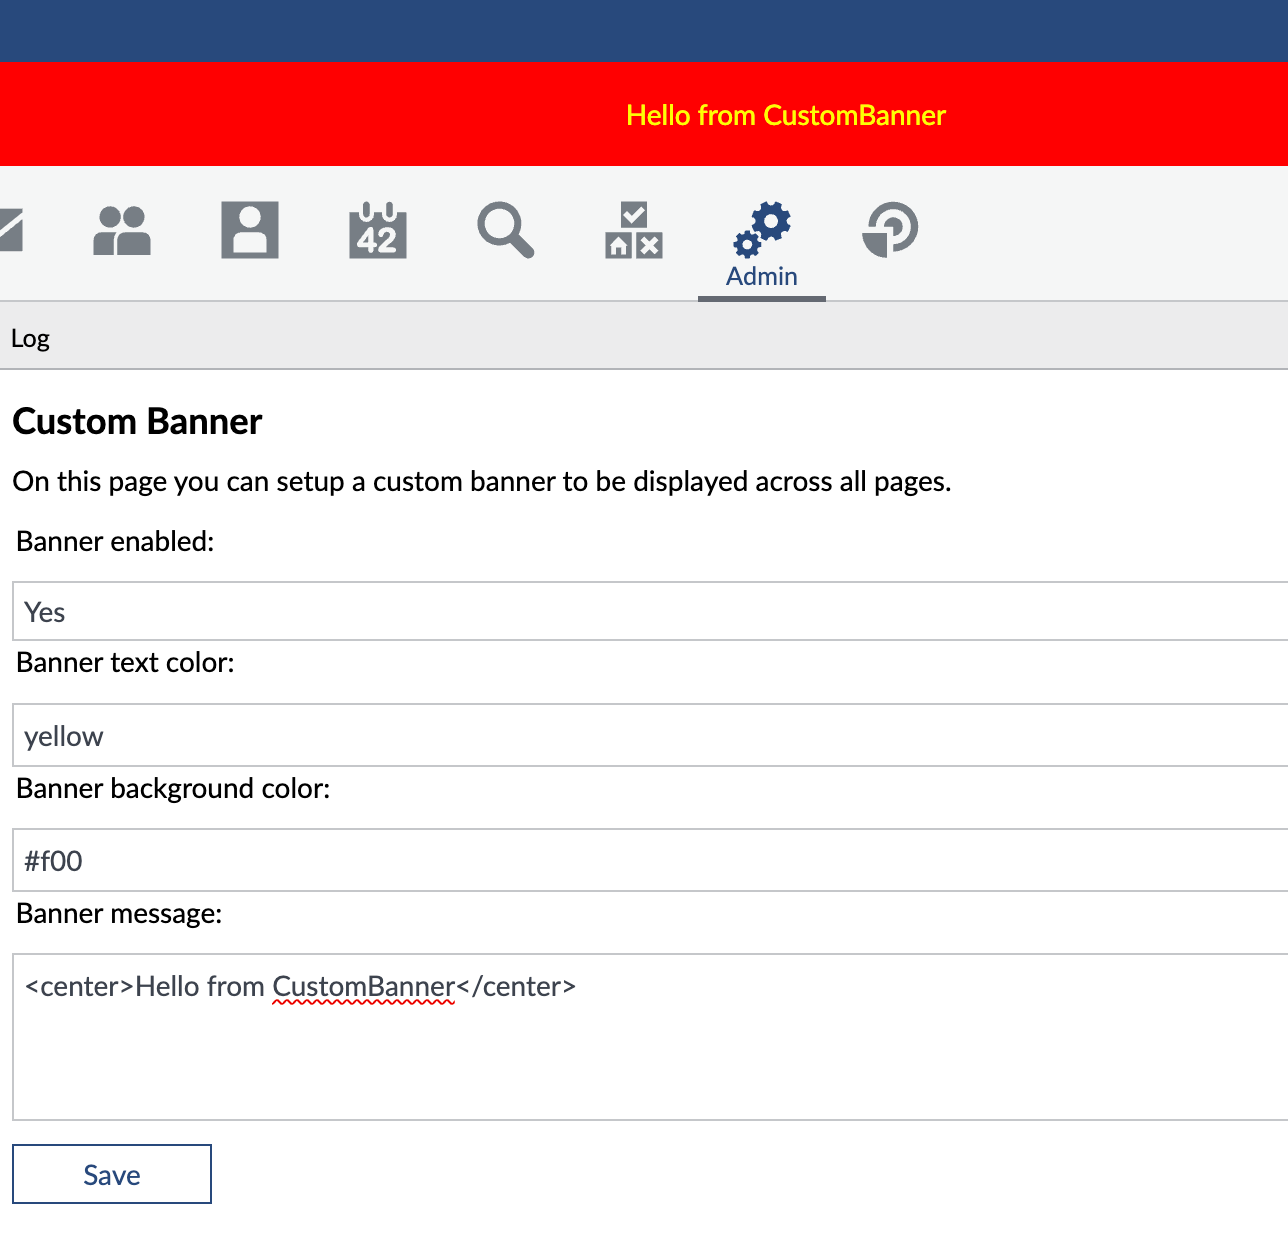 Hello from CustomBanner
42
Admin
Log
Custom Banner
On this page you can setup a custom banner to be displayed across all pages.
Banner enabled:
Yes
Banner text color:
yellow
Banner background color:
#f00
Banner message:
<center>Hello from CustomBanner</center>
Save